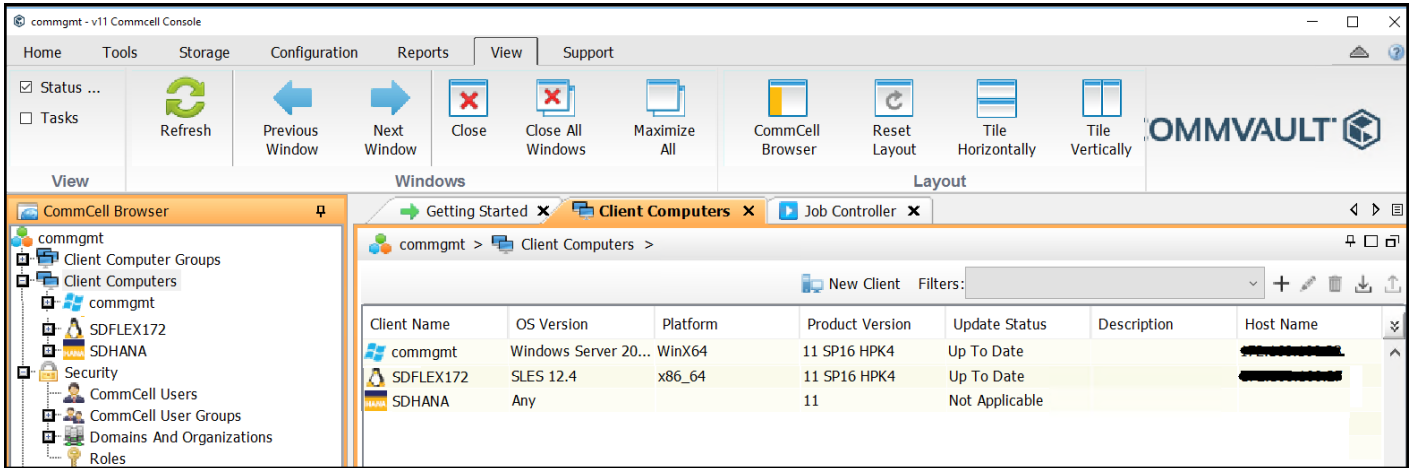 commgmt - v11 Commcell Console
Home Tools Storage Configuration Reports View Support
Status ...
Tasks
Refresh
Previous Window
Next Window
Close
Close All Windows
Maximize All
CommCell Browser
Reset Layout
Tile Horizontally
Tile Vertically
OMMVAULT
View Windows Layout
CommCell Browser
commgmt
Client Computer Groups
Client Computers
commgmt
SDFLEX172
SDHANA
Security
CommCell Users
CommCell User Groups
Domains And Organizations
Roles
Getting Started Client Computers Job Controller
commgmt > Client Computers >
New Client Filters:
Client Name OS Version Platform Product Version Update Status Description Host Name
commgmt Windows Server 20... WinX64 11 SP16 HPK4 Up To Date
SDFLEX172 SLES 12.4 x86_64 11 SP16 HPK4 Up To Date
HANA SDHANA Any 11 Not Applicable